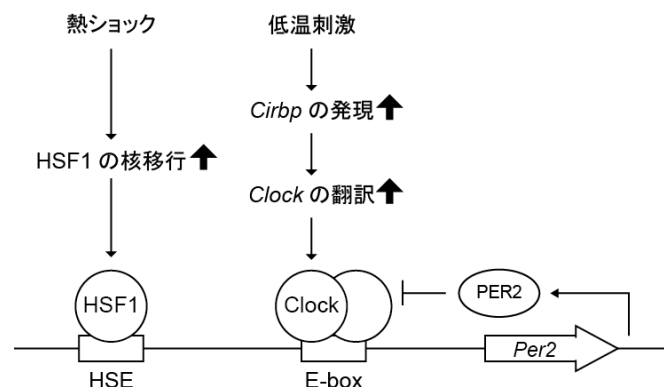 熱ショック
低温刺激
Cirbp の発現
HSF1 の核移行
Clock の翻訳
HSF1
Clock
PER2
Per2
HSE
E-box